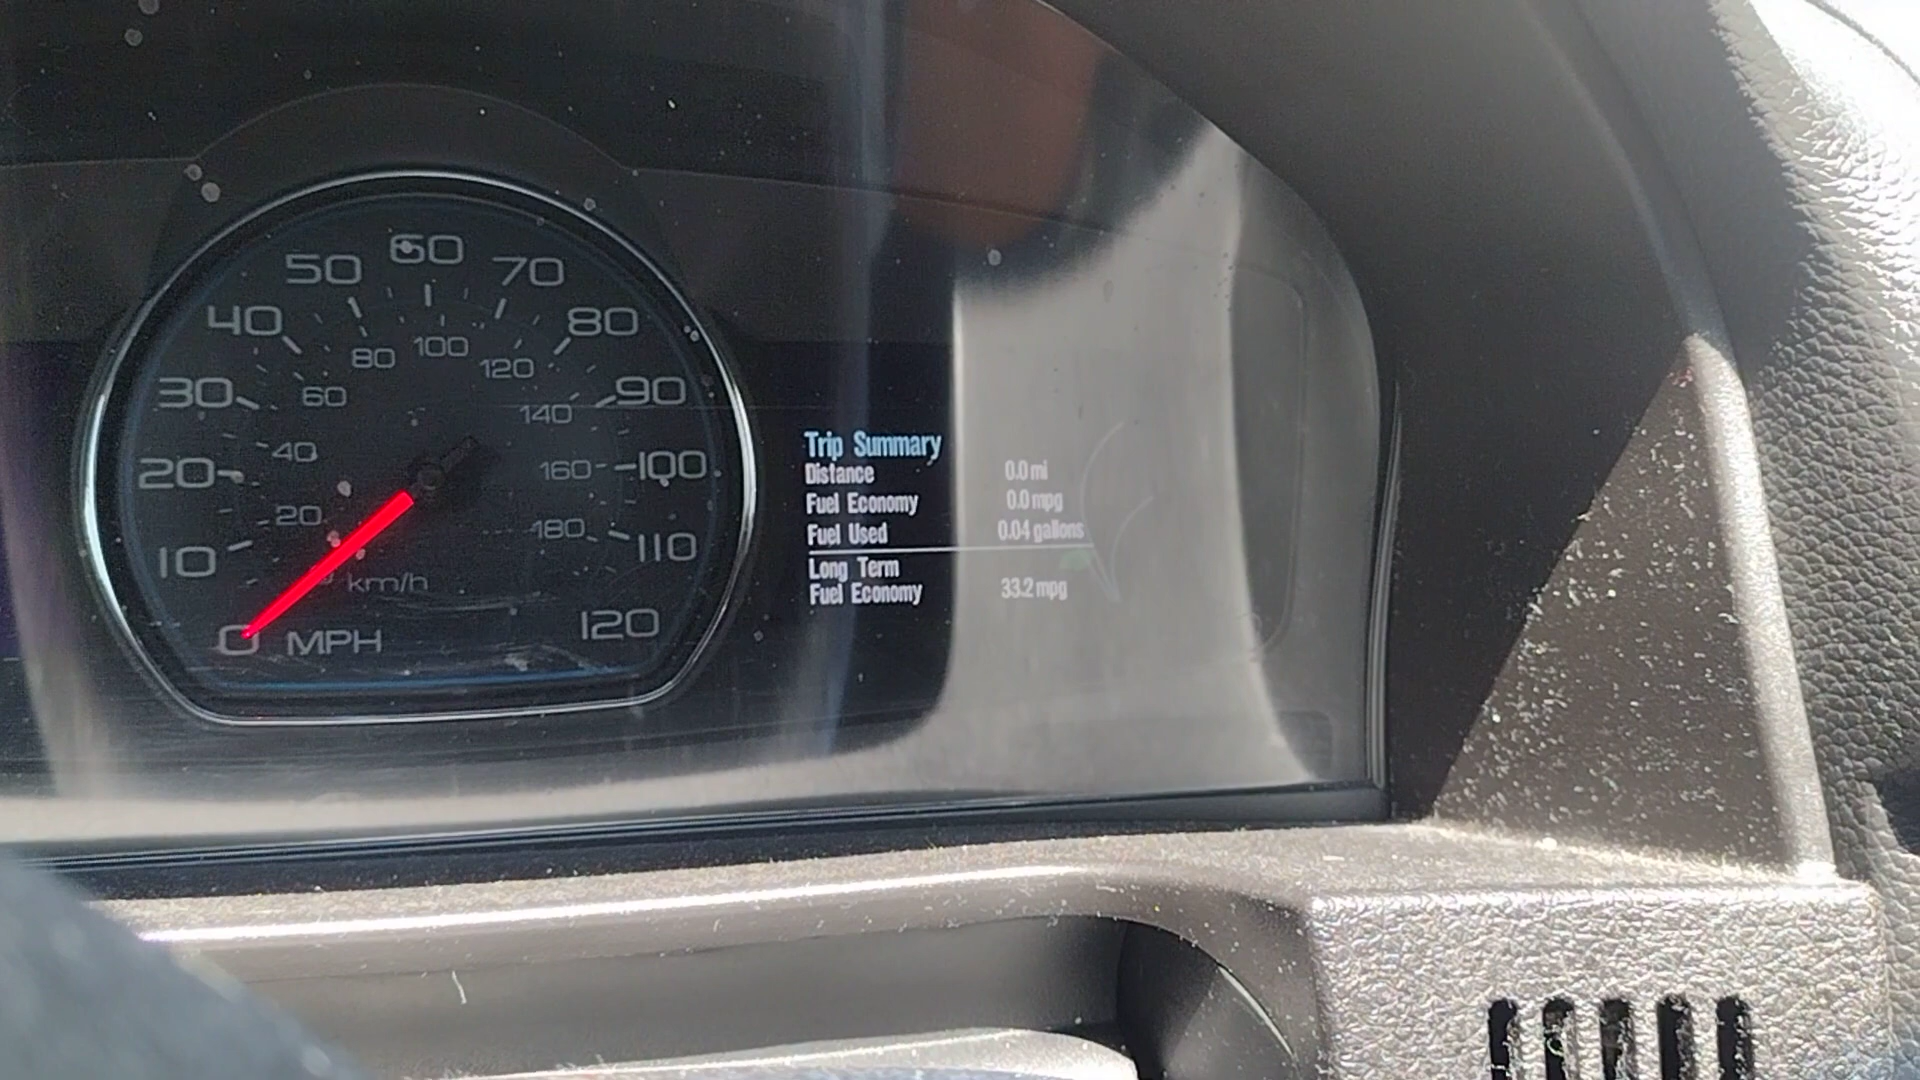 50 60 70
40 80
80 100 120
30 60 140 90
20 40 160 100
20 180
10 km/h 110
0 MPH 120
Trip Summary
Distance 0.0 mi
Fuel Economy 0.0 mpg
Fuel Used 0.04 gallons
Long Term
Fuel Economy 33.2 mpg